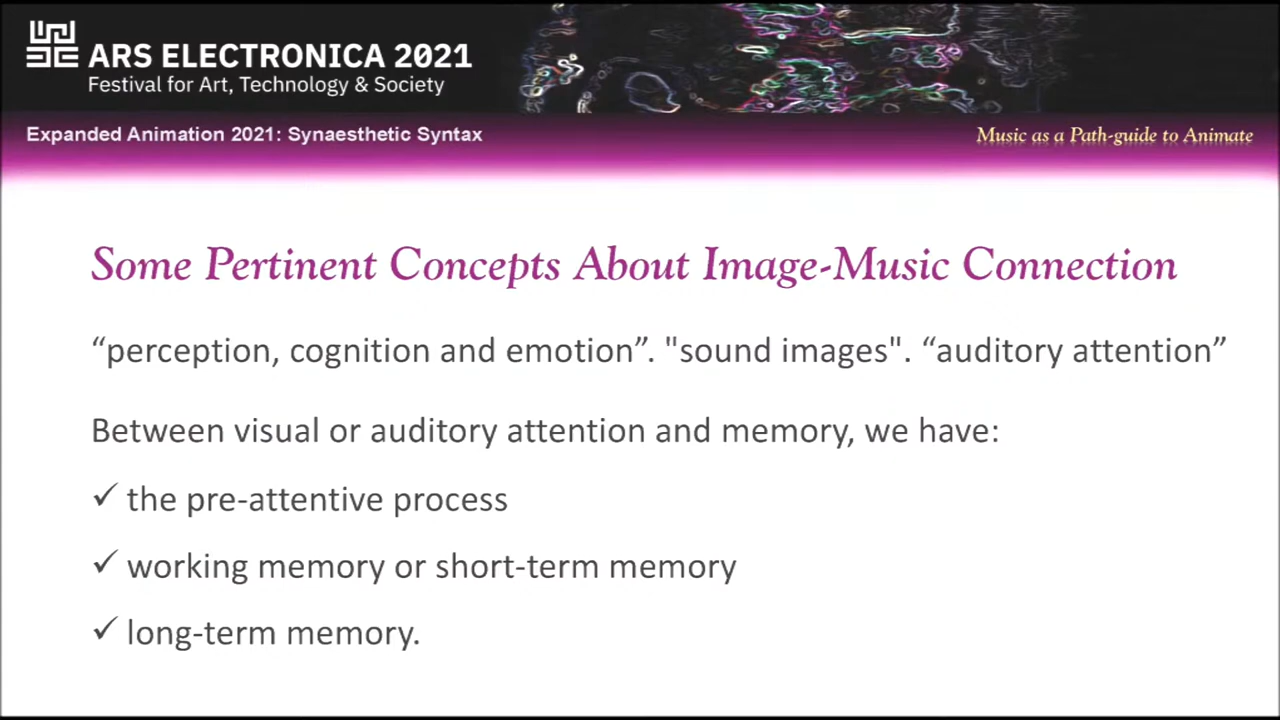 ARS ELECTRONICA 2021
Festival for Art, Technology & Society
Expanded Animation 2021: Synaesthetic Syntax
Music as a Path-guide to Animate
Some Pertinent Concepts About Image-Music Connection
“perception, cognition and emotion”. "sound images". “auditory attention”
Between visual or auditory attention and memory, we have:
✓ the pre-attentive process
✓ working memory or short-term memory
✓ long-term memory.